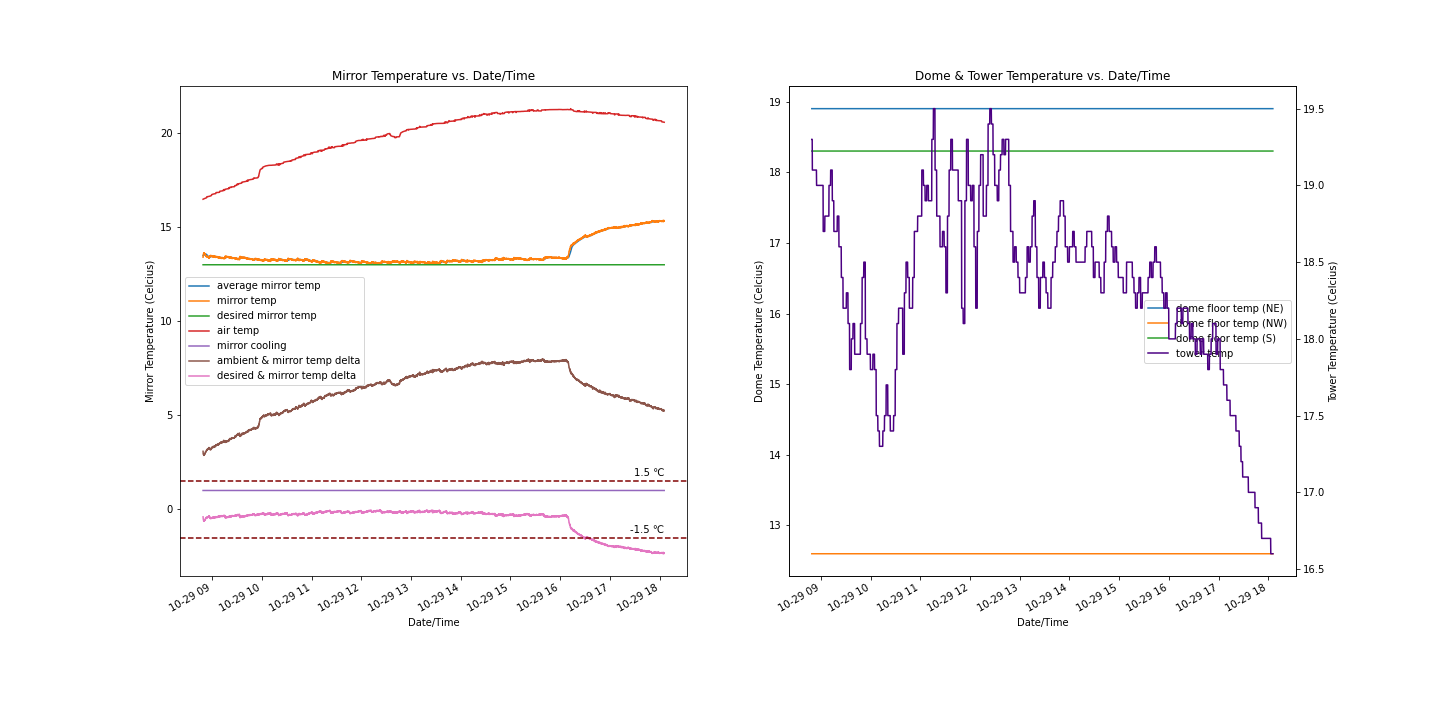 Mirror Temperature vs. Date/Time
Mirror Temperature (Celcius)
20
15
10
5
0
average mirror temp
mirror temp
desired mirror temp
air temp
mirror cooling
ambient & mirror temp delta
desired & mirror temp delta
1.5 °C
-1.5 °C
10-29 09
10-29 10
10-29 11
10-29 12
10-29 13
10-29 14
10-29 15
10-29 16
10-29 17
10-29 18
Date/Time
Dome & Tower Temperature vs. Date/Time
Dome Temperature (Celcius)
19
18
17
16
15
14
13
dome floor temp (NE)
dome floor temp (NW)
dome floor temp (S)
tower temp
19.5
19.0
18.5
18.0
17.5
17.0
16.5
Tower Temperature (Celcius)
10-29 09
10-29 10
10-29 11
10-29 12
10-29 13
10-29 14
10-29 15
10-29 16
10-29 17
10-29 18
Date/Time